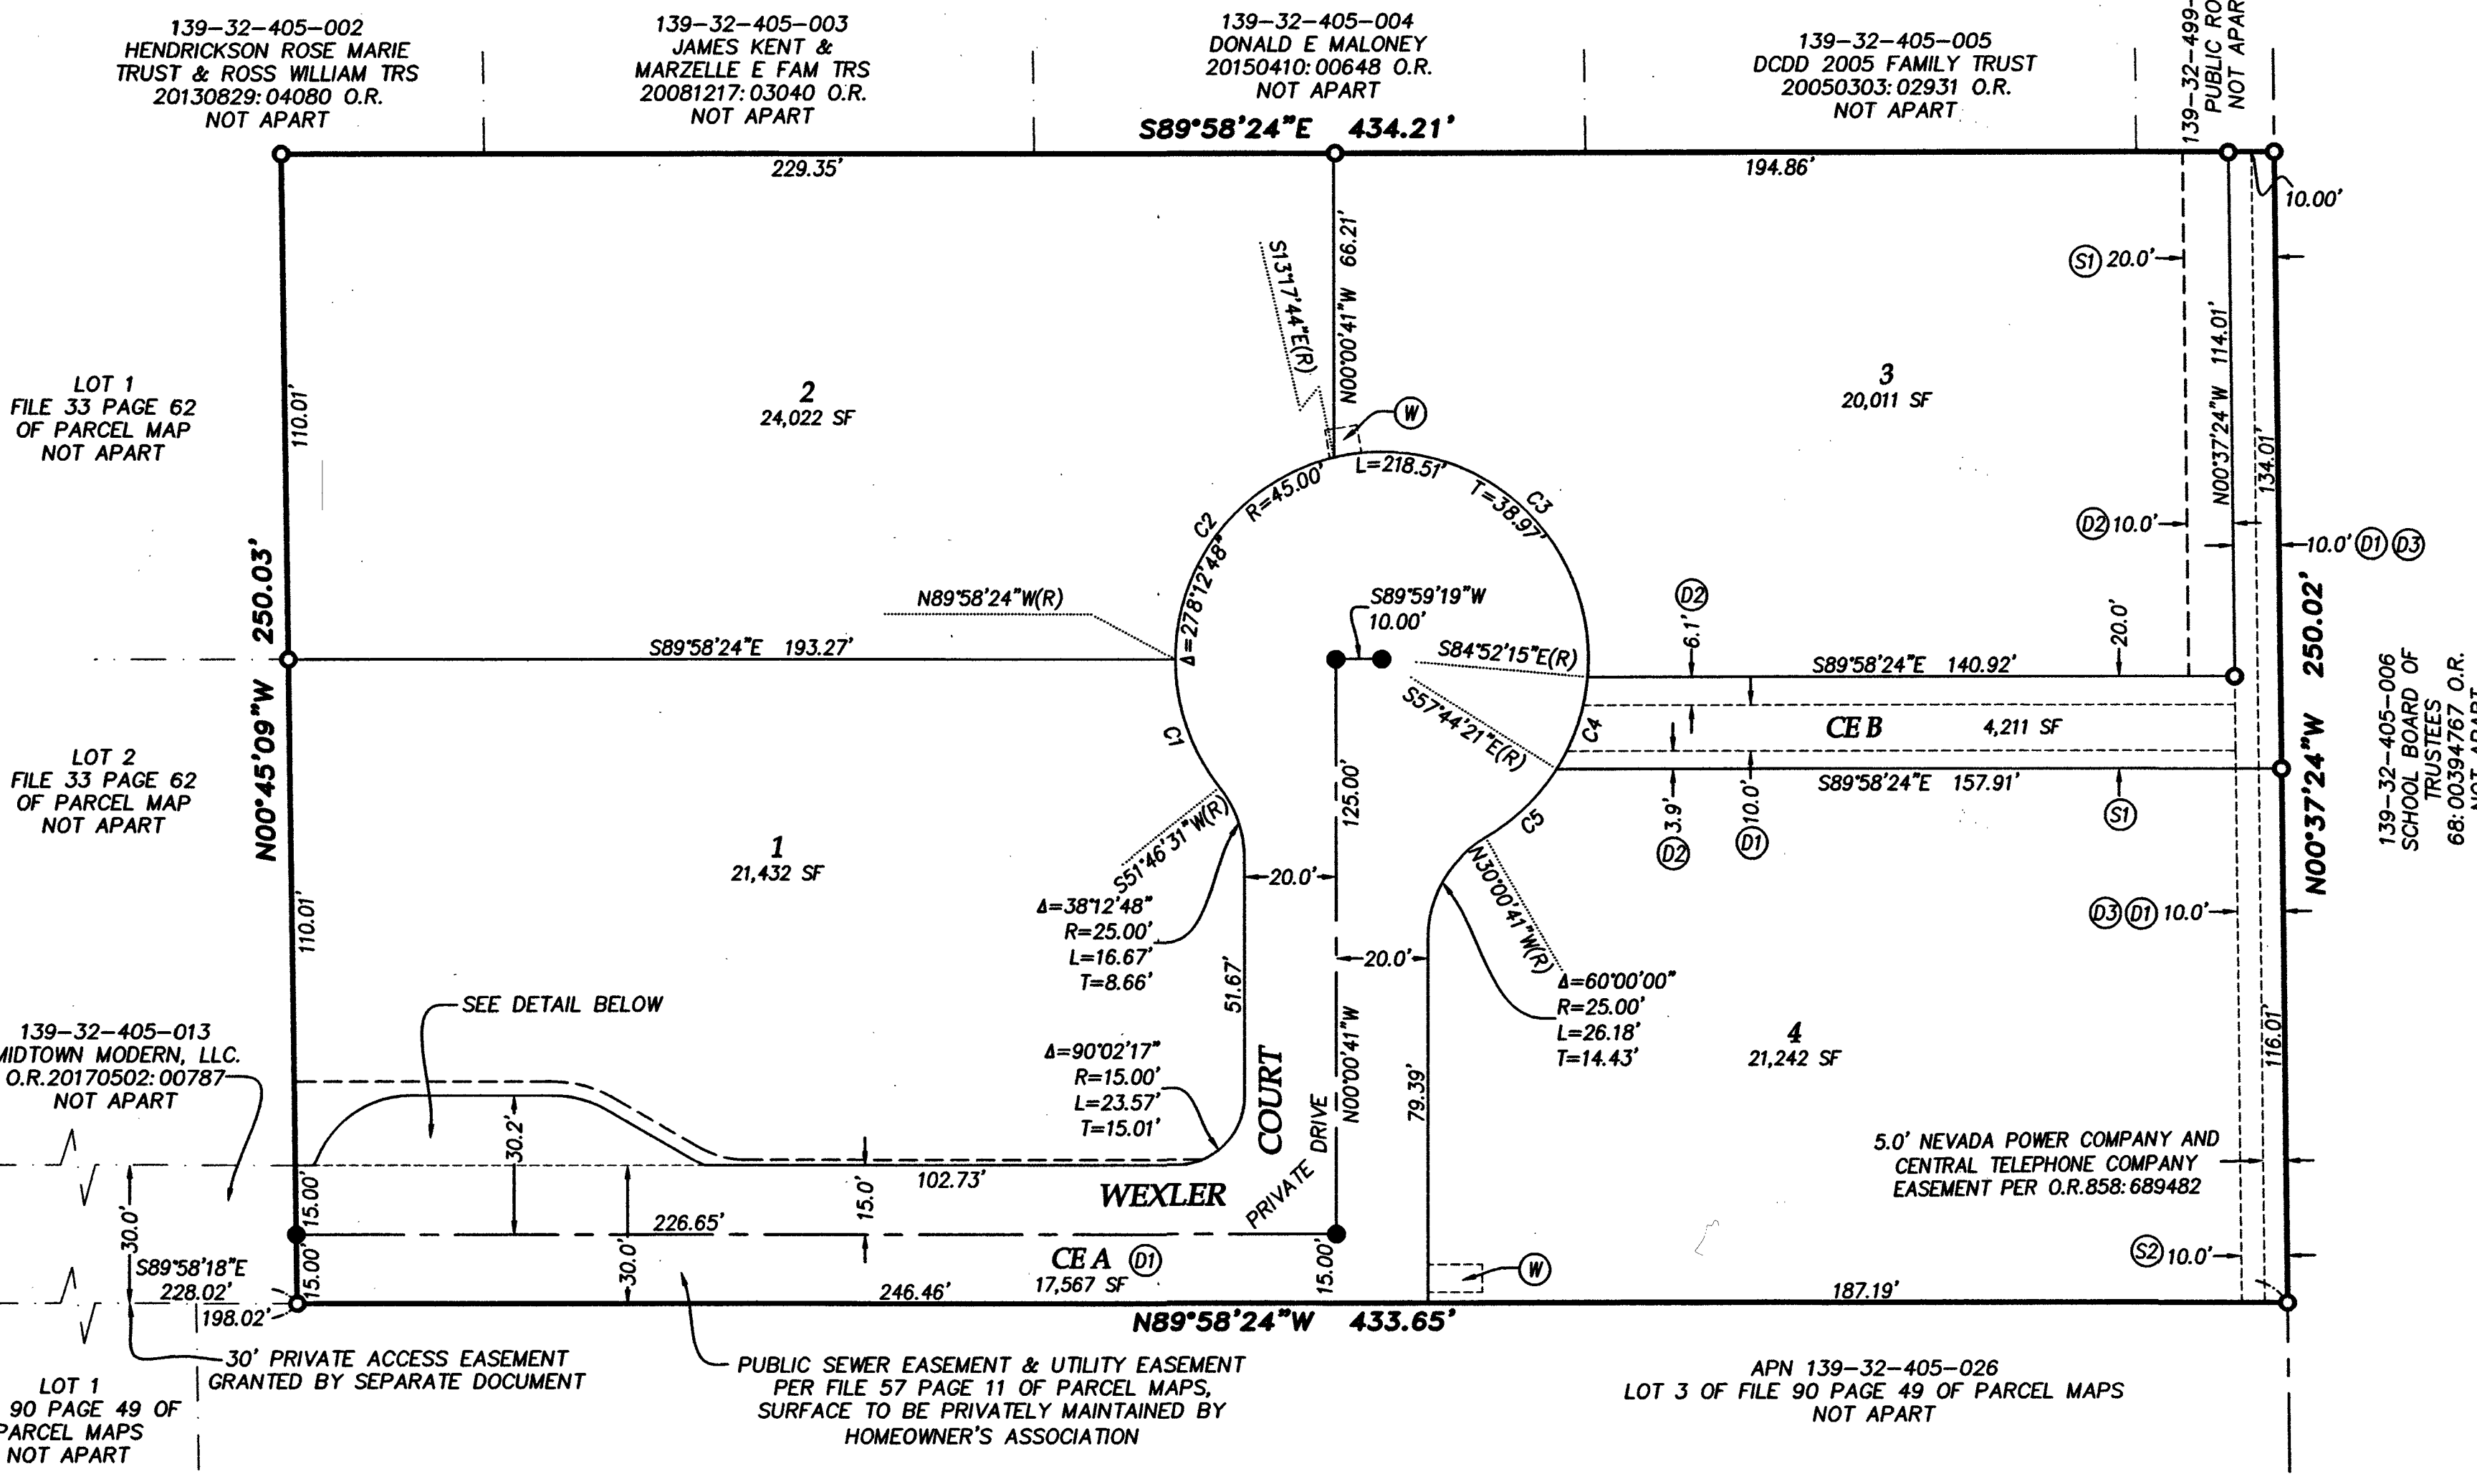 139-32-405-002
HENDRICKSON ROSE MARIE
TRUST & ROSS WILLIAM TRS
20130829:04080 O.R.
NOT APART
139-32-405-003
JAMES KENT &
MARZELLE E FAM TRS
20081217:03040 O.R.
NOT APART
139-32-405-004
DONALD E MALONEY
20150410:00648 O.R.
NOT APART
139-32-405-005
DCDD 2005 FAMILY TRUST
20050303:02931 O.R.
NOT APART
139-32-499-
PUBLIC
NOT
S89°58'24"E 434.21'
229.35'
194.86'
10.00'
S13°17'44"E(R)
N00°00'41"W 66.21'
S1 20.0'
N00°37'24"W 114.01'
134.01'
LOT 1
FILE 33 PAGE 62
OF PARCEL MAP
NOT APART
110.01'
2
24,022 SF
3
20,011 SF
W
L=218.51'
R=45.00'
T=38.97'
C3
C2
Δ=278°12'48"
D2 10.0'
10.0' D1 D3
N00°45'09"W 250.03'
N89°58'24"W(R)
S89°59'19"W
10.00'
D2
6.1'
20.0'
S89°58'24"E 193.27'
S84°52'15"E(R)
S89°58'24"E 140.92'
S57°44'21"E(R)
C4
CE B 4,211 SF
S89°58'24"E 157.91'
N00°37'24"W 250.02'
139-32-405-006
SCHOOL BOARD OF
TRUSTEES
68:00394767 O.R.
NOT APART
LOT 2
FILE 33 PAGE 62
OF PARCEL MAP
NOT APART
C1
125.00'
C5
D2 3.9'
D1 10.0'
S1
1
21,432 SF
S51°46'31"W(R)
20.0'
N30°00'41"W(R)
110.01'
Δ=38°12'48"
R=25.00'
L=16.67'
T=8.66'
51.67'
20.0'
D3 D1 10.0'
Δ=60°00'00"
R=25.00'
L=26.18'
T=14.43'
SEE DETAIL BELOW
139-32-405-013
MIDTOWN MODERN, LLC.
O.R.20170502:00787
NOT APART
Δ=90°02'17"
R=15.00'
L=23.57'
T=15.01'
COURT
N00°00'41"W
PRIVATE DRIVE
79.39'
4
21,242 SF
116.01'
5.0' NEVADA POWER COMPANY AND
CENTRAL TELEPHONE COMPANY
EASEMENT PER O.R.858:689482
30.2'
102.73'
WEXLER
15.00'
15.0'
30.0'
226.65'
30.0'
S89°58'18"E
228.02'
198.02'
15.00'
CE A D1
17,567 SF
15.00'
W
S2 10.0'
246.46'
187.19'
N89°58'24"W 433.65'
30' PRIVATE ACCESS EASEMENT
GRANTED BY SEPARATE DOCUMENT
PUBLIC SEWER EASEMENT & UTILITY EASEMENT
PER FILE 57 PAGE 11 OF PARCEL MAPS,
SURFACE TO BE PRIVATELY MAINTAINED BY
HOMEOWNER'S ASSOCIATION
LOT 1
90 PAGE 49 OF
PARCEL MAPS
NOT APART
APN 139-32-405-026
LOT 3 OF FILE 90 PAGE 49 OF PARCEL MAPS
NOT APART